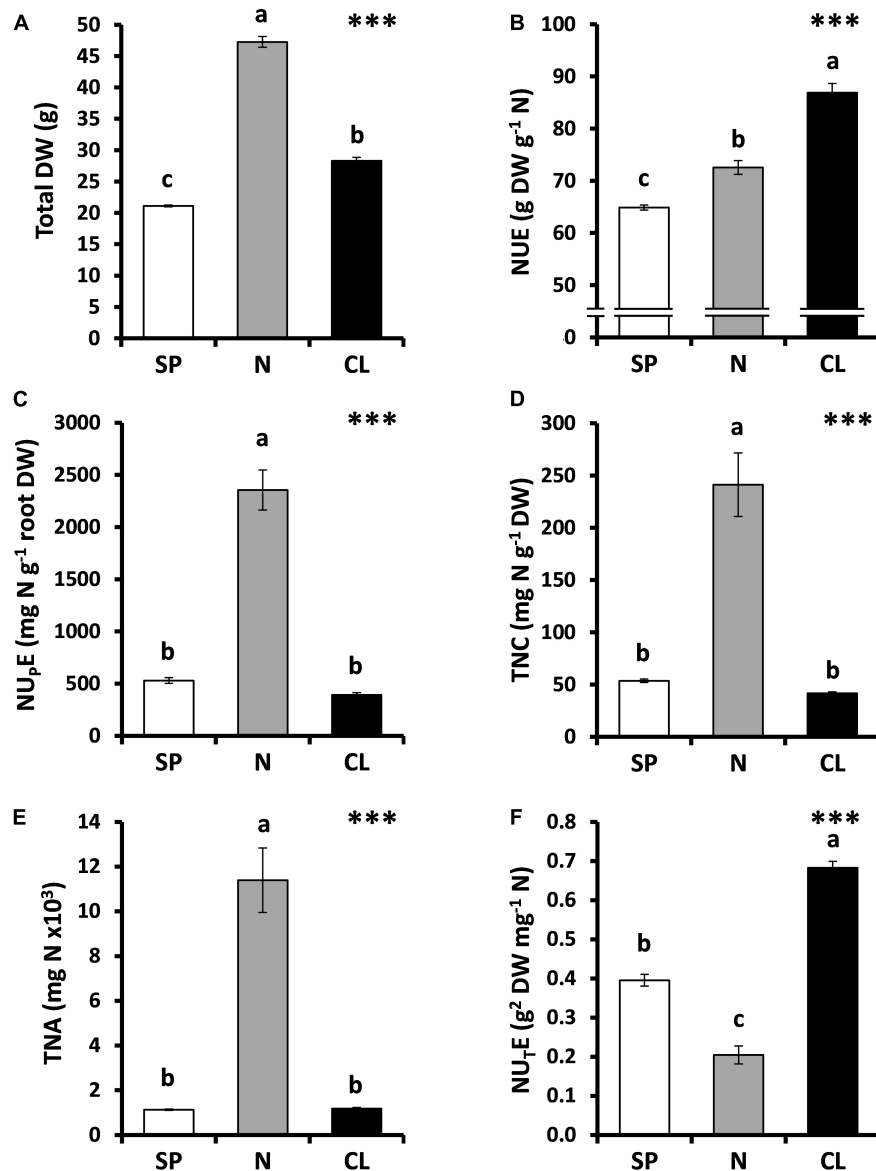 A
Total DW (g)
50
45
40
35
30
25
20
15
10
5
0
c
a
b
***
SP N CL
B
NUE (g DW g⁻¹ N)
100
90
80
70
60
50
0
c
b
a
***
SP N CL
C
NUₚE (mg N g⁻¹ root DW)
3000
2500
2000
1500
1000
500
0
b
a
b
***
SP N CL
D
TNC (mg N g⁻¹ DW)
300
250
200
150
100
50
0
b
a
b
***
SP N CL
E
TNA (mg N x10³)
14
12
10
8
6
4
2
0
b
a
b
***
SP N CL
F
NU_TE (g² DW mg⁻¹ N)
0.8
0.7
0.6
0.5
0.4
0.3
0.2
0.1
0.0
b
c
a
***
SP N CL